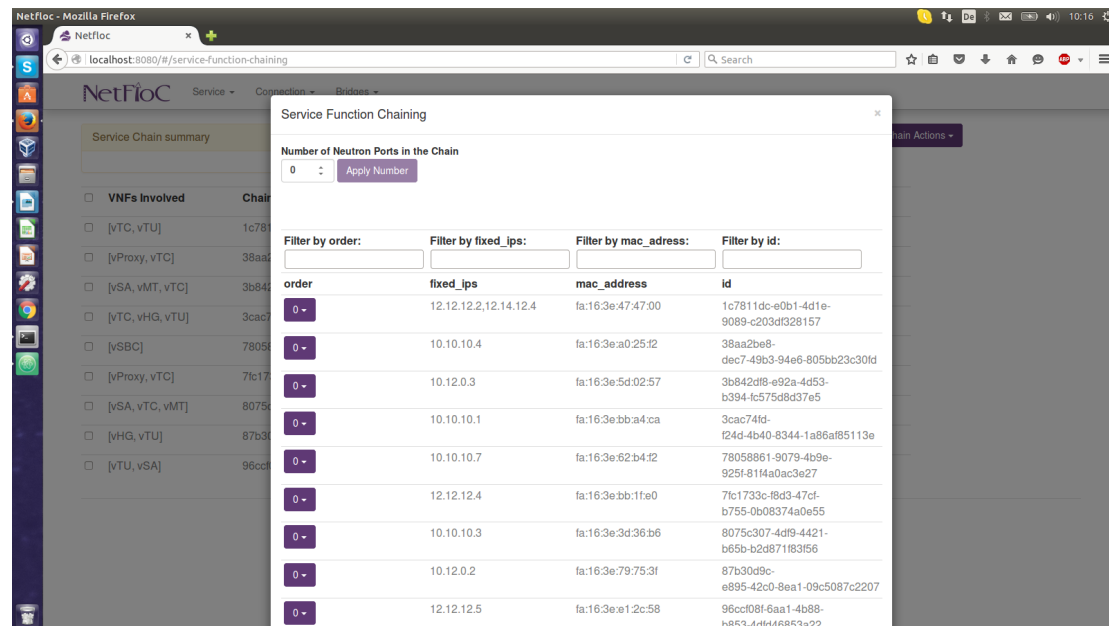 Netfloc - Mozilla Firefox
De
10:16
Netfloc ×
localhost:8080/#/service-function-chaining
Search
ABP
NetFloC Service Connection Bridges
Service Function Chaining ×
Service Chain summary
hain Actions
Number of Neutron Ports in the Chain
0 Apply Number
VNFs Involved Chair
[vTC, vTU] 1c781
[vProxy, vTC] 38aa2
[vSA, vMT, vTC] 3b842
[vTC, vHG, vTU] 3cac7
[vSBC] 78058
[vProxy, vTC] 7fc173
[vSA, vTC, vMT] 8075c
[vHG, vTU] 87b30
[vTU, vSA] 96ccf0
Filter by order: Filter by fixed_ips: Filter by mac_adress: Filter by id:
order fixed_ips mac_address id
0 12.12.12.2,12.14.12.4 fa:16:3e:47:47:00 1c7811dc-e0b1-4d1e-
9089-c203df328157
0 10.10.10.4 fa:16:3e:a0:25:f2 38aa2be8-
dec7-49b3-94e6-805bb23c30fd
0 10.12.0.3 fa:16:3e:5d:02:57 3b842df8-e92a-4d53-
b394-fc575d8d37e5
0 10.10.10.1 fa:16:3e:bb:a4:ca 3cac74fd-
f24d-4b40-8344-1a86af85113e
0 10.10.10.7 fa:16:3e:62:b4:f2 78058861-9079-4b9e-
925f-81f4a0ac3e27
0 12.12.12.4 fa:16:3e:bb:1f:e0 7fc1733c-f8d3-47cf-
b755-0b08374a0e55
0 10.10.10.3 fa:16:3e:3d:36:b6 8075c307-4df9-4421-
b65b-b2d871f83f56
0 10.12.0.2 fa:16:3e:79:75:3f 87b30d9c-
e895-42c0-8ea1-09c5087c2207
0 12.12.12.5 fa:16:3e:e1:2c:58 96ccf08f-6aa1-4b88-
b853-4dfd46853a22